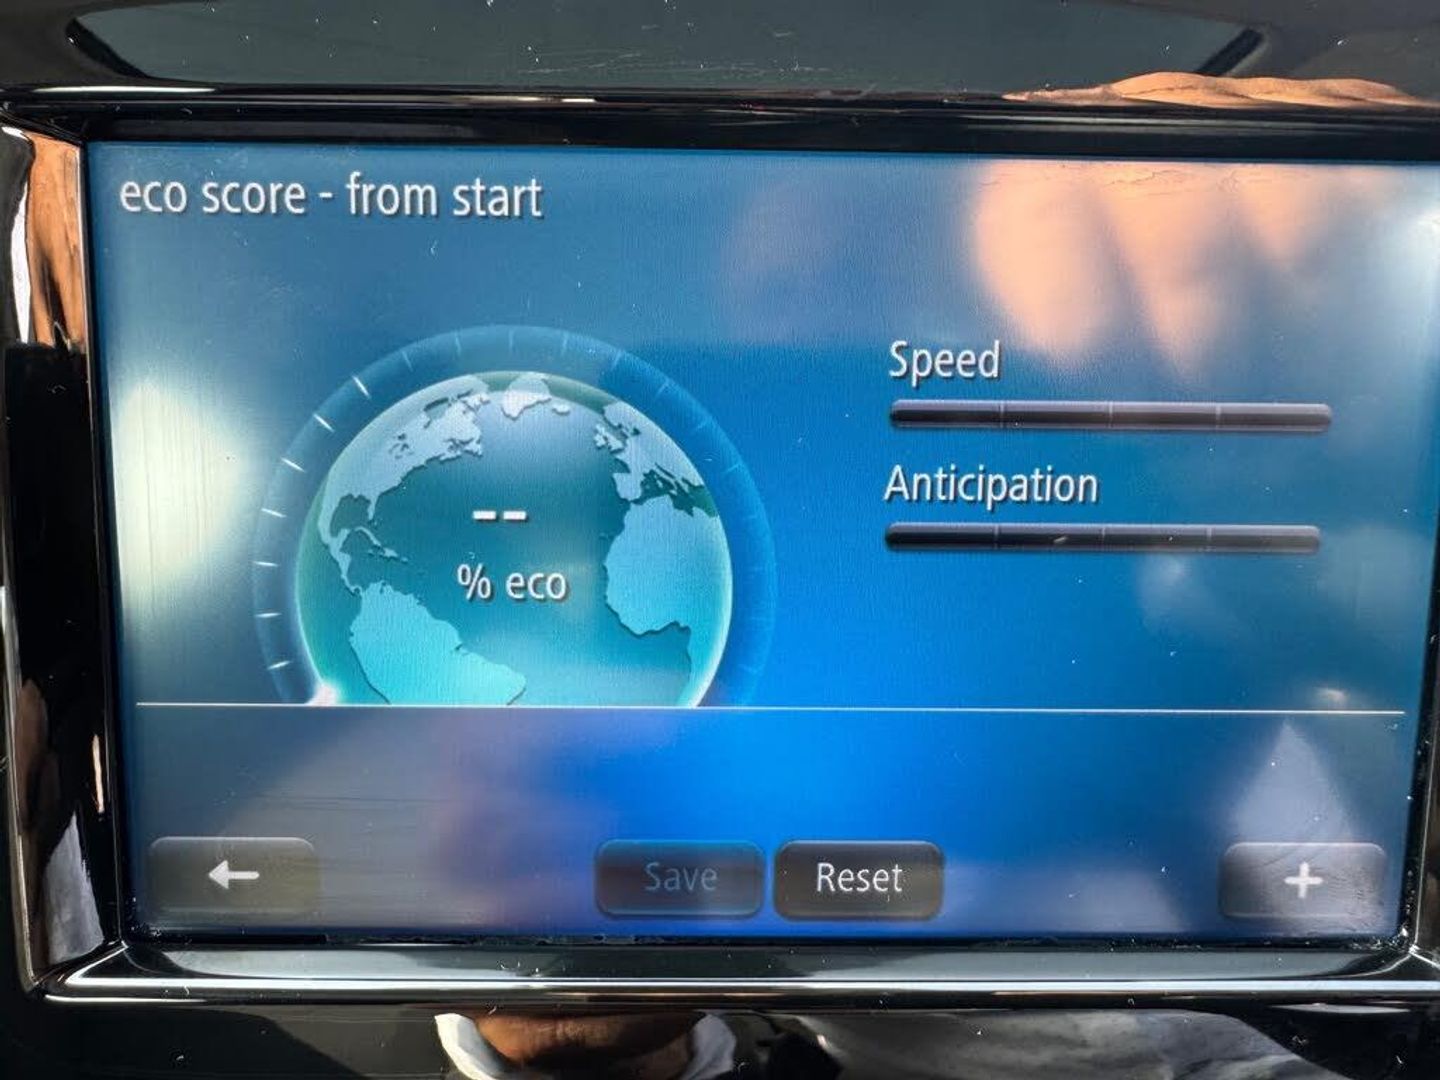 eco score - from start
Speed
Anticipation
--
% eco
Save
Reset